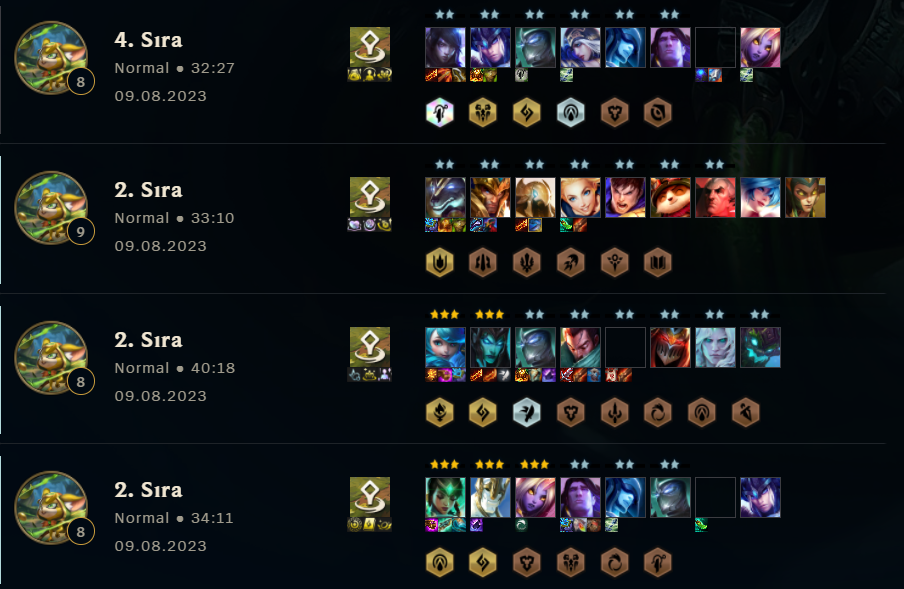 4. Sıra
Normal • 32:27
8
09.08.2023
2. Sıra
Normal • 33:10
9
09.08.2023
2. Sıra
Normal • 40:18
8
09.08.2023
2. Sıra
Normal • 34:11
8
09.08.2023